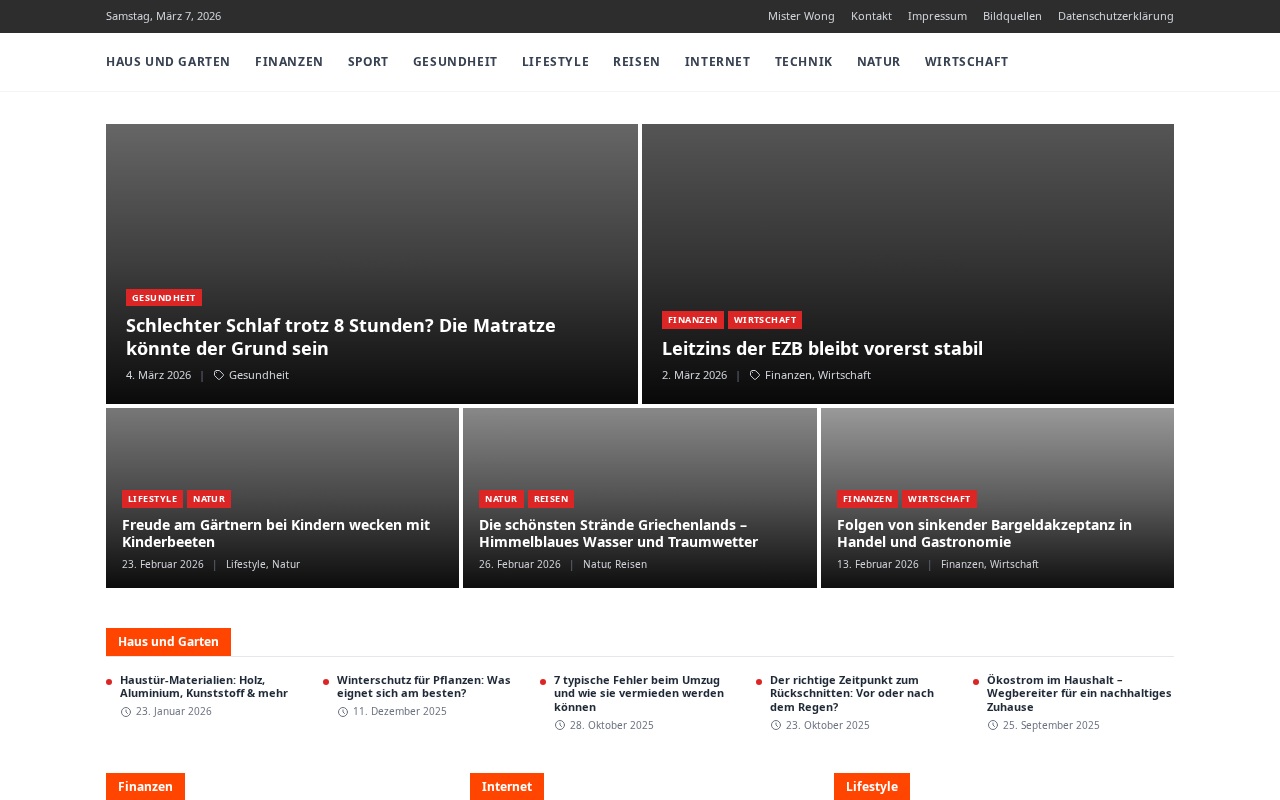 Samstag, März 7, 2026
Mister Wong Kontakt Impressum Bildquellen Datenschutzerklärung
HAUS UND GARTEN FINANZEN SPORT GESUNDHEIT LIFESTYLE REISEN INTERNET TECHNIK NATUR WIRTSCHAFT
GESUNDHEIT
Schlechter Schlaf trotz 8 Stunden? Die Matratze
könnte der Grund sein
4. März 2026 | Gesundheit
FINANZEN WIRTSCHAFT
Leitzins der EZB bleibt vorerst stabil
2. März 2026 | Finanzen, Wirtschaft
LIFESTYLE NATUR
Freude am Gärtnern bei Kindern wecken mit
Kinderbeeten
23. Februar 2026 | Lifestyle, Natur
NATUR REISEN
Die schönsten Strände Griechenlands –
Himmelblaues Wasser und Traumwetter
26. Februar 2026 | Natur, Reisen
FINANZEN WIRTSCHAFT
Folgen von sinkender Bargeldakzeptanz in
Handel und Gastronomie
13. Februar 2026 | Finanzen, Wirtschaft
Haus und Garten
Haustür-Materialien: Holz,
Aluminium, Kunststoff & mehr
23. Januar 2026
Winterschutz für Pflanzen: Was
eignet sich am besten?
11. Dezember 2025
7 typische Fehler beim Umzug
und wie sie vermieden werden
können
28. Oktober 2025
Der richtige Zeitpunkt zum
Rückschnitten: Vor oder nach
dem Regen?
23. Oktober 2025
Ökostrom im Haushalt –
Wegbereiter für ein nachhaltiges
Zuhause
25. September 2025
Finanzen
Internet
Lifestyle